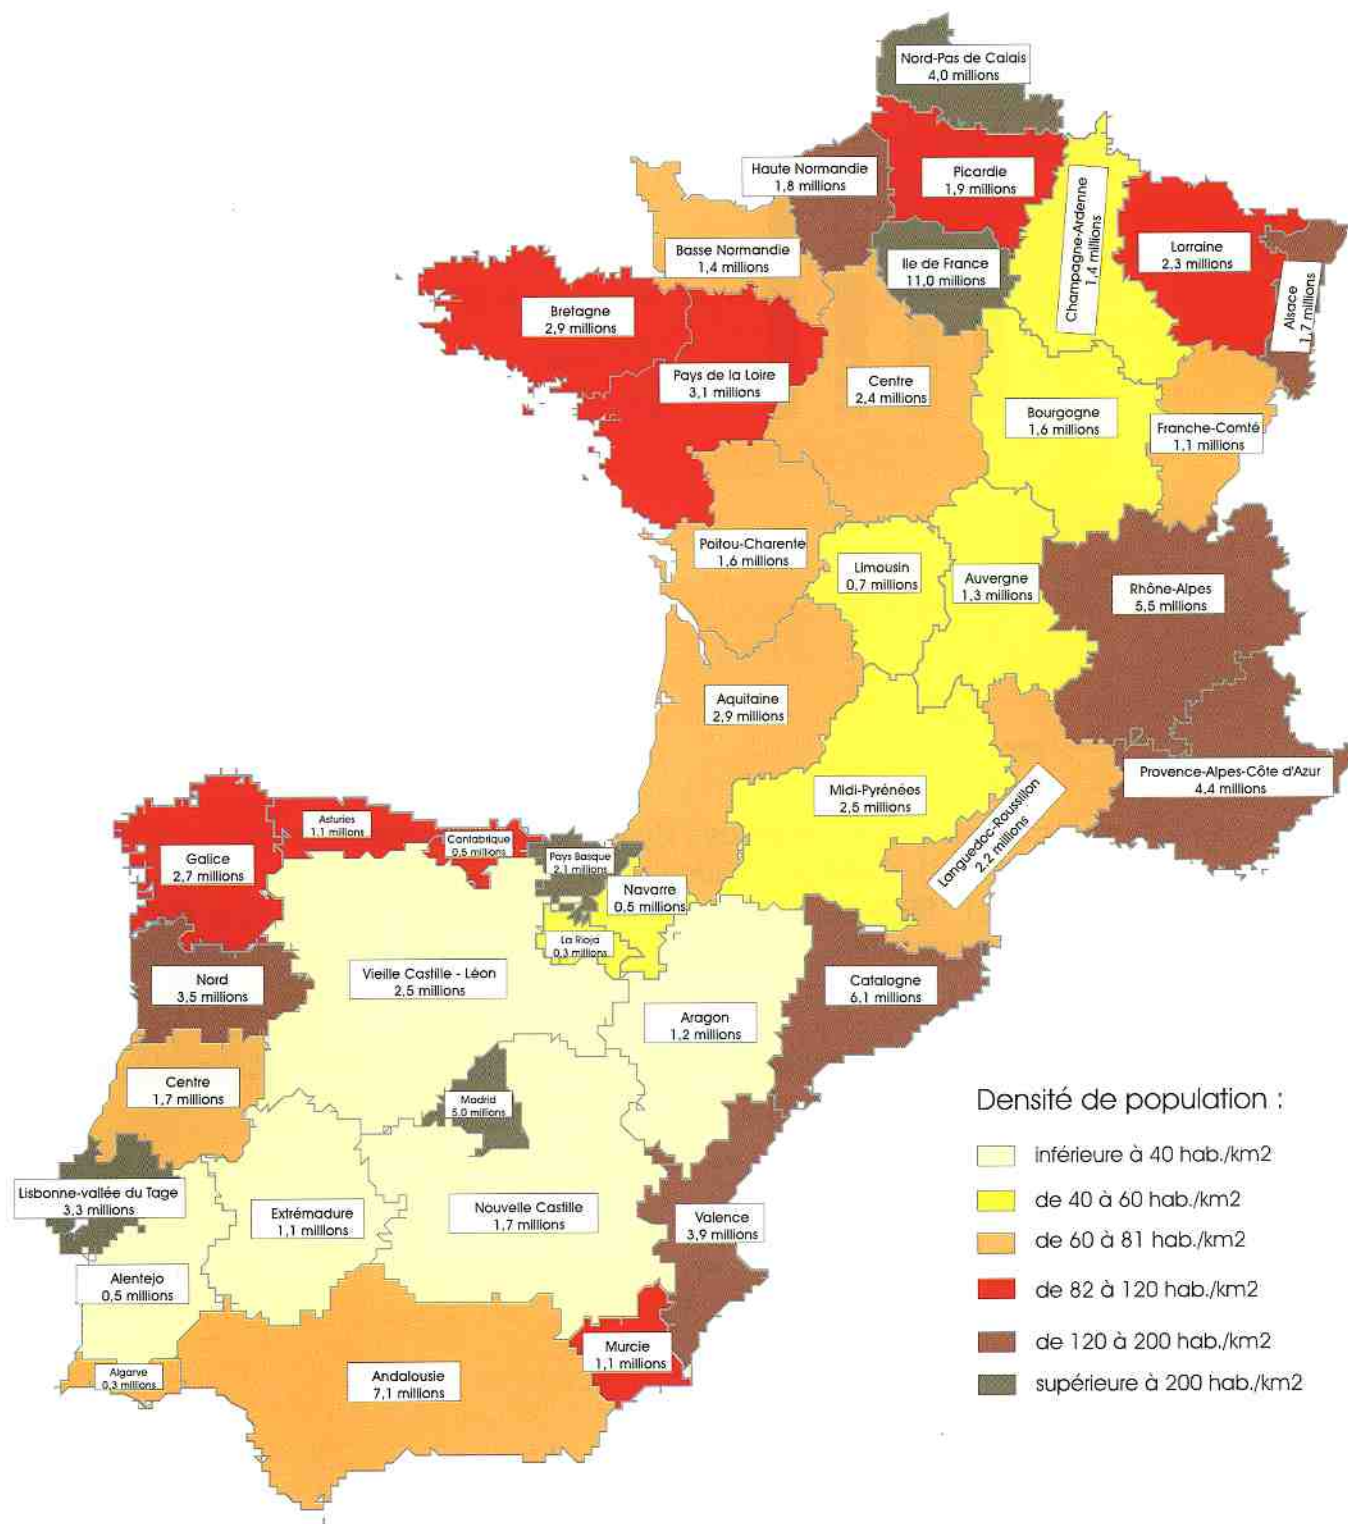 Nord-Pas de Calais
4,0 millions
Haute Normandie
1,8 millions
Picardie
1,9 millions
Champagne-Ardenne
1,4 millions
Lorraine
2,3 millions
Alsace
1,7 millions
Basse Normandie
1,4 millions
Ile de France
11,0 millions
Bretagne
2,9 millions
Pays de la Loire
3,1 millions
Centre
2,4 millions
Bourgogne
1,6 millions
Franche-Comté
1,1 millions
Poitou-Charente
1,6 millions
Limousin
0,7 millions
Auvergne
1,3 millions
Rhône-Alpes
5,5 millions
Aquitaine
2,9 millions
Midi-Pyrénées
2,5 millions
Languedoc-Roussillon
2,2 millions
Provence-Alpes-Côte d'Azur
4,4 millions
Galice
2,7 millions
Asturies
1,1 millions
Cantabrique
0,5 millions
Pays Basque
2,1 millions
Navarre
0,5 millions
La Rioja
0,3 millions
Nord
3,5 millions
Vieille Castille - Léon
2,5 millions
Aragon
1,2 millions
Catalogne
6,1 millions
Centre
1,7 millions
Madrid
5,0 millions
Lisbonne-vallée du Tage
3,3 millions
Extrémadure
1,1 millions
Nouvelle Castille
1,7 millions
Valence
3,9 millions
Alentejo
0,5 millions
Algarve
0,3 millions
Andalousie
7,1 millions
Murcie
1,1 millions
Densité de population :
inférieure à 40 hab./km2
de 40 à 60 hab./km2
de 60 à 81 hab./km2
de 82 à 120 hab./km2
de 120 à 200 hab./km2
supérieure à 200 hab./km2